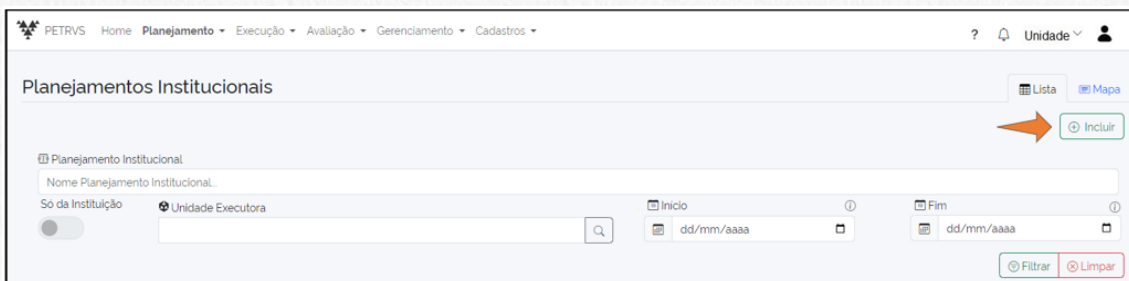 PETRVS Home Planejamento Execução Avaliação Gerenciamento Cadastros ? Unidade
Planejamentos Institucionais
Lista Mapa
Incluir
Planejamento Institucional
Nome Planejamento Institucional...
Só da Instituição Unidade Executora Início Fim
dd/mm/aaaa dd/mm/aaaa
Filtrar Limpar